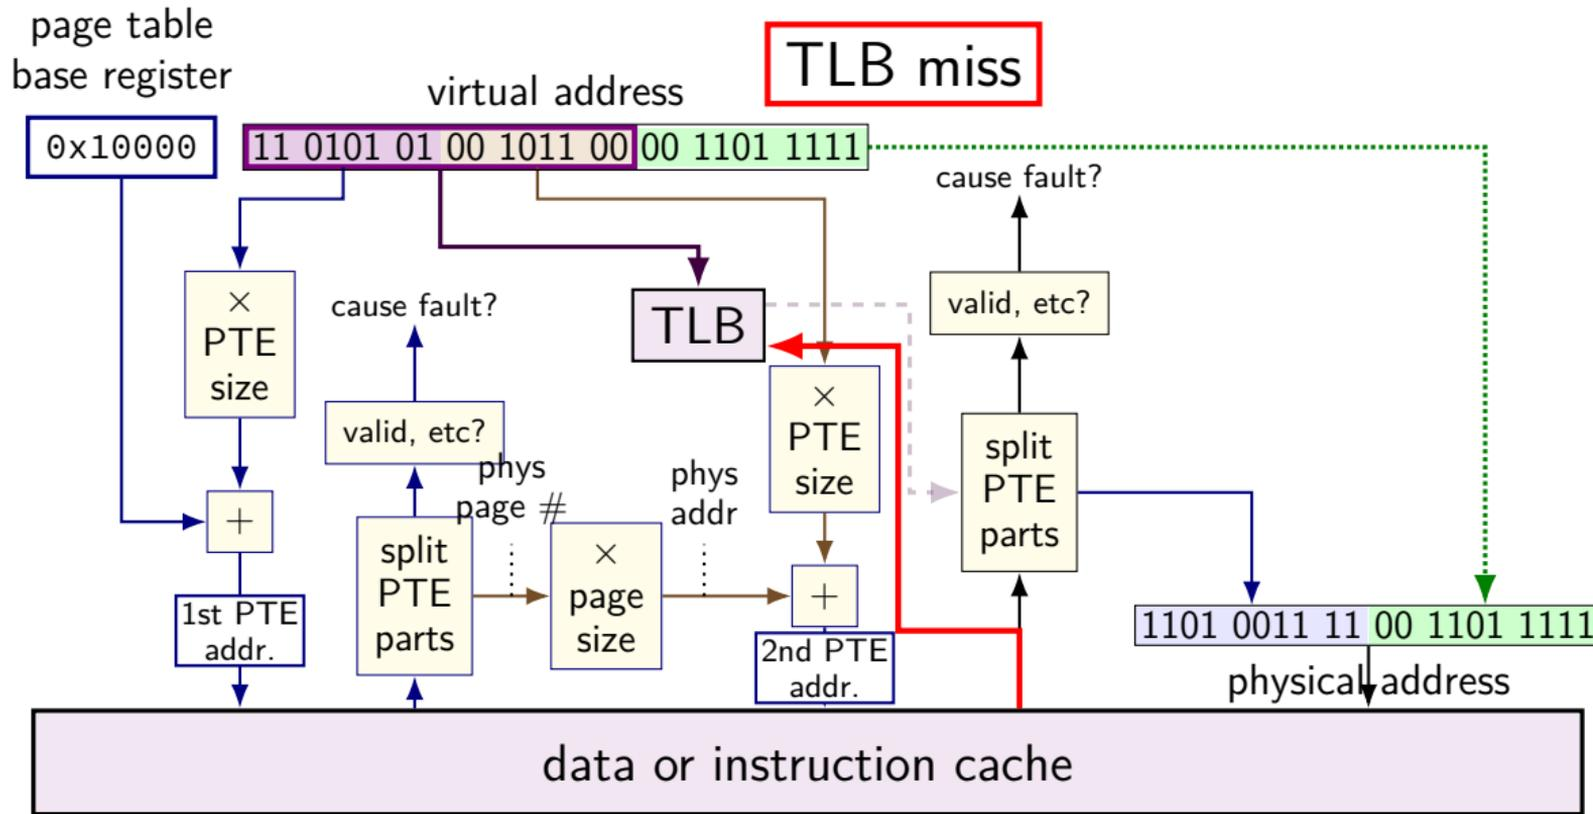 page table
base register
TLB miss
virtual address
0x10000
11 0101 01 00 1011 00 00 1101 1111
cause fault?
×
PTE
size
cause fault?
TLB
valid, etc?
×
PTE
size
valid, etc?
split
PTE
parts
phys
page #
phys
addr
+
split
PTE
parts
×
page
size
+
1st PTE
addr.
2nd PTE
addr.
1101 0011 11 00 1101 1111
physical address
data or instruction cache